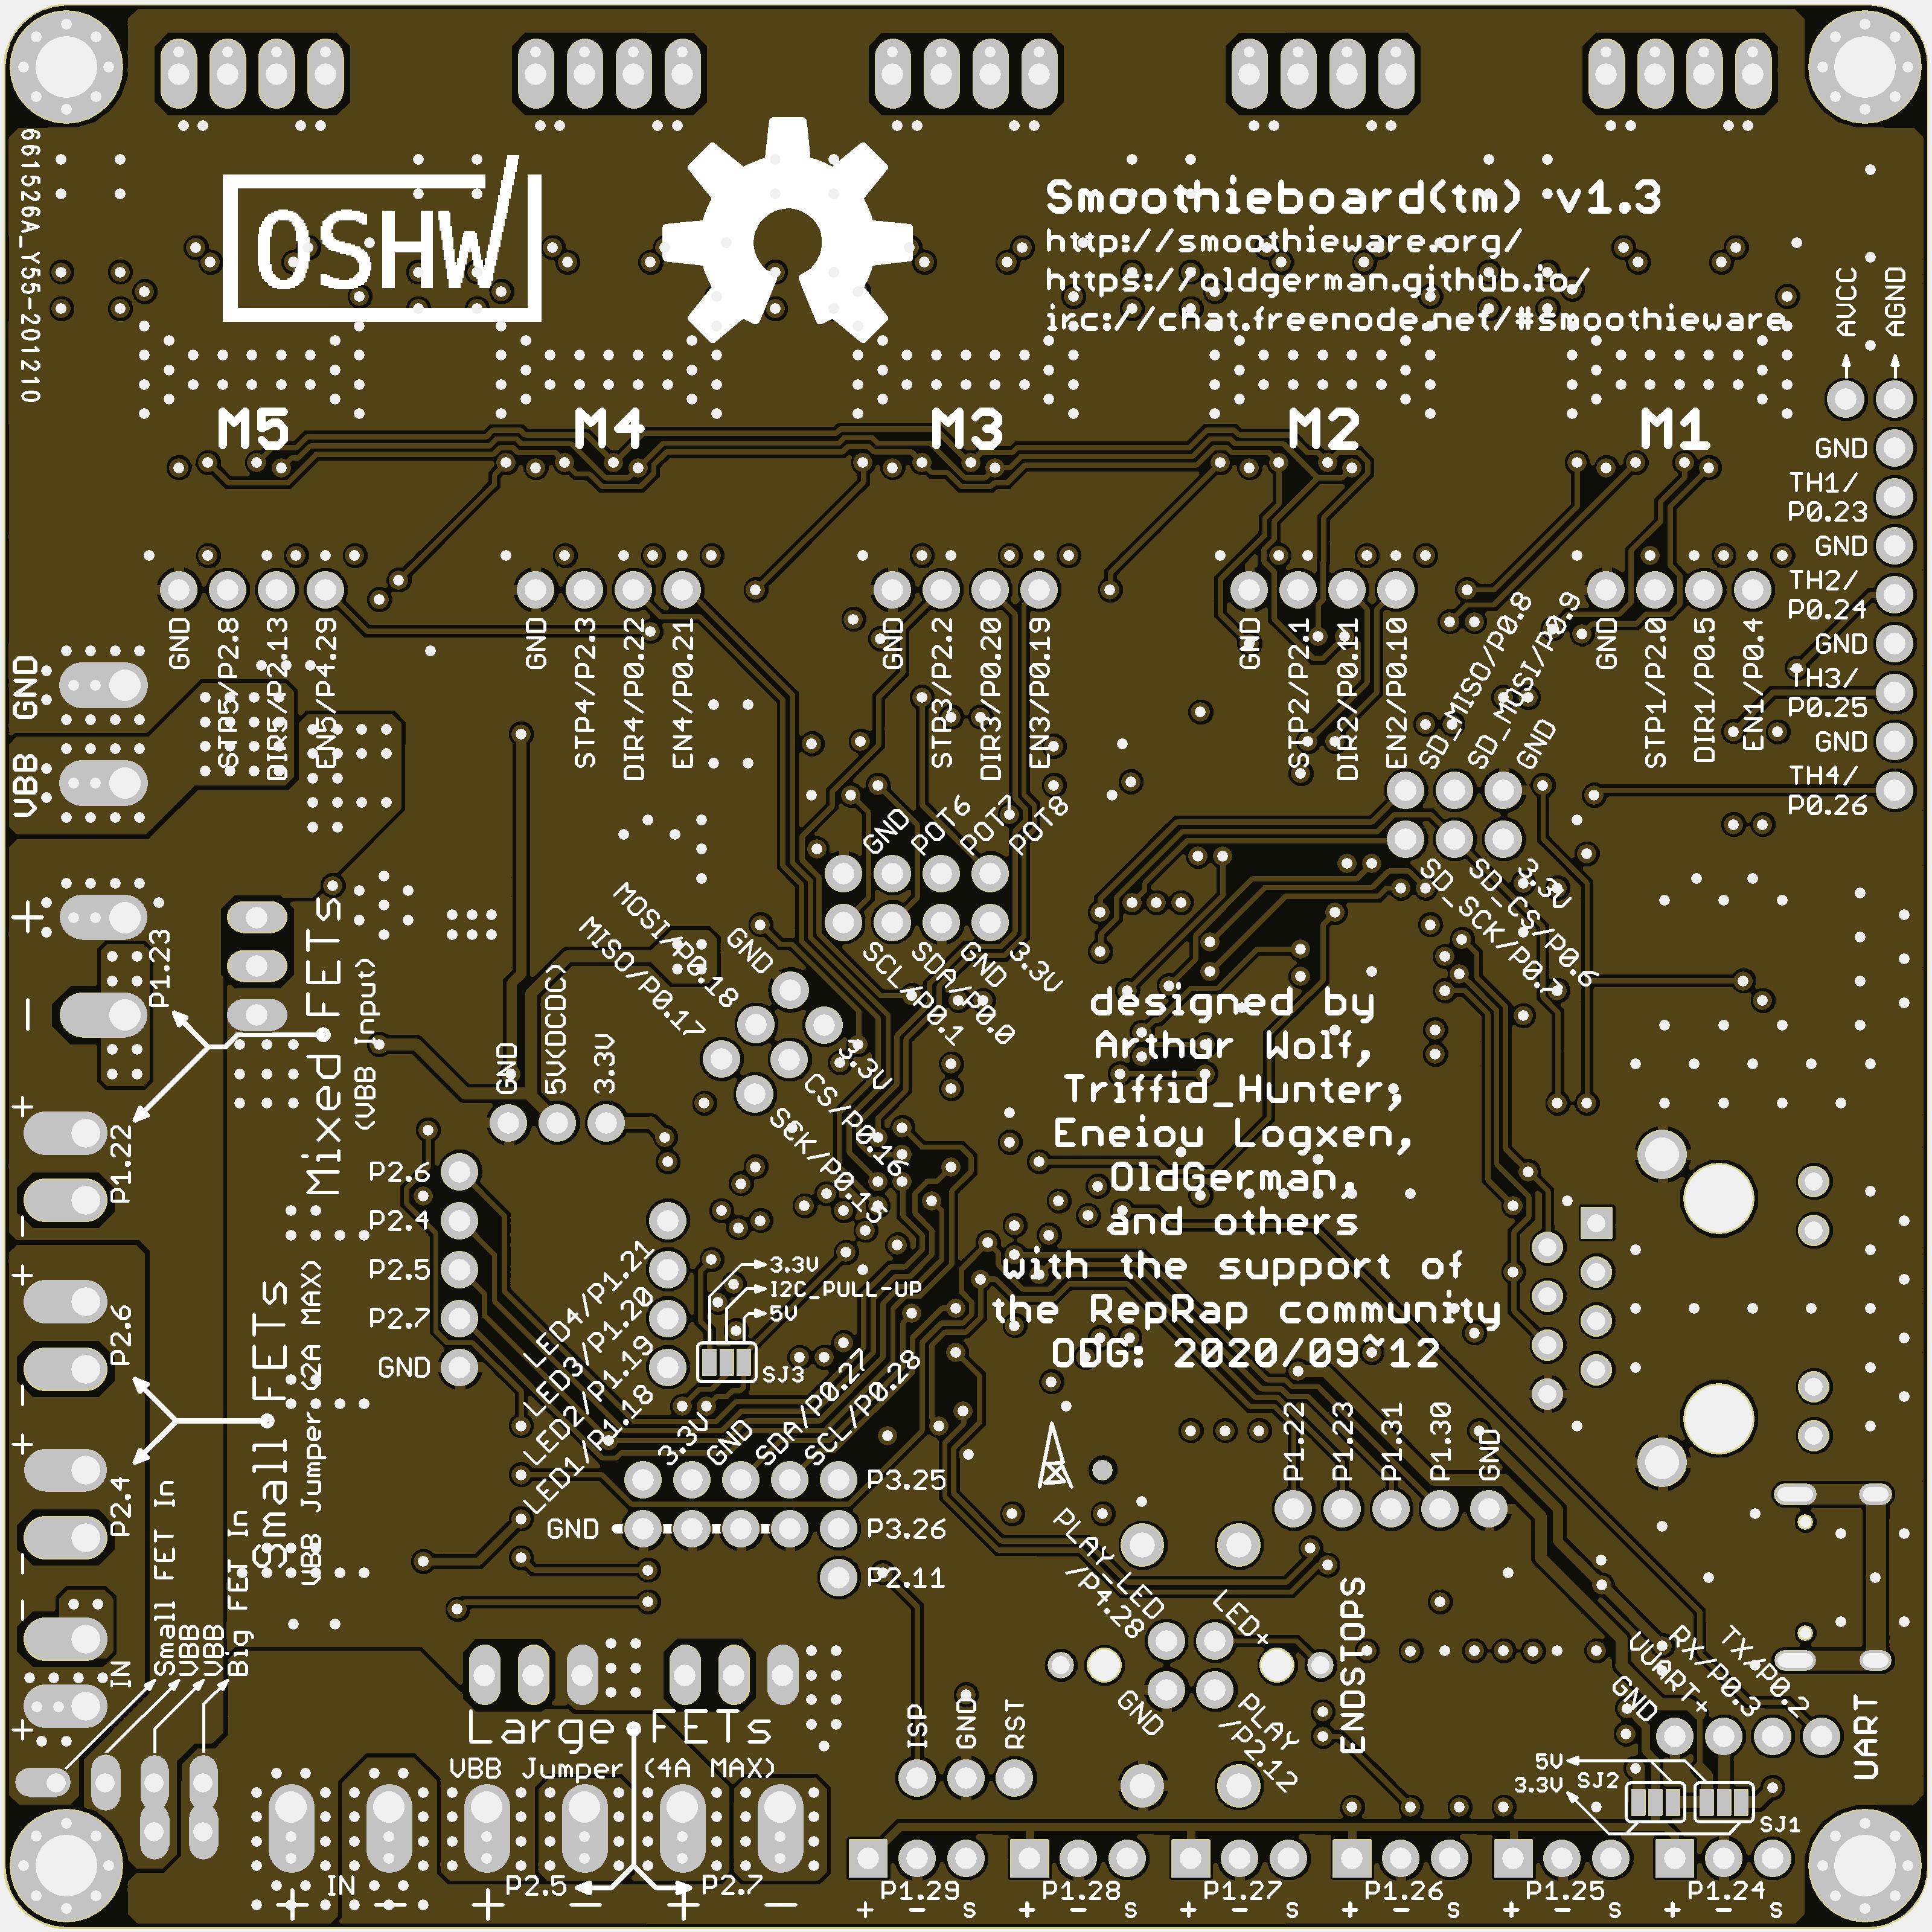 661526A_Y55-201210
OSHW
Smoothieboard(tm) v1.3
http://smoothieware.org/
https://oldgerman.github.io/
irc://chat.freenode.net/#smoothieware
AVCC
AGND
M5
M4
M3
M2
M1
GND
TH1/
P0.23
GND
TH2/
P0.24
GND
TH3/
P0.25
GND
TH4/
P0.26
GND
STP5/P2.8
DIR5/P2.13
EN5/P4.29
GND
STP4/P2.3
DIR4/P0.22
EN4/P0.21
GND
STP3/P2.2
DIR3/P0.20
EN3/P0.19
GND
STP2/P2.1
DIR2/P0.11
EN2/P0.10
SD_MISO/P0.8
SD_MOSI/P0.9
GND
GND
STP1/P2.0
DIR1/P0.5
EN1/P0.4
GND
VBB
GND
POT6
POT7
POT8
SCL/P0.1
SDA/P0.0
GND
3.3V
SD_SCK/P0.7
SD_CS/P0.6
3.3V
+
-
P1.23
+
P1.22
-
Mixed FETs
(VBB Input)
MOSI/P0.18
MISO/P0.17
GND
3.3V
CS/P0.16
SCK/P0.15
GND
5V(DCDC)
3.3V
designed by
Arthur Wolf,
Triffid_Hunter,
Eneiou Logxen,
OldGerman,
and others
with the support of
the RepRap community
ODG: 2020/09~12
P2.6
P2.4
P2.5
P2.7
GND
LED4/P1.21
LED3/P1.20
LED2/P1.19
LED1/P1.18
3.3V
I2C_PULL-UP
5V
SJ3
3.3V
GND
SDA/P0.27
SCL/P0.28
P3.25
GND
P3.26
P2.11
+
P2.6
-
+
P2.4
-
Small FETs
VBB Jumper (2A MAX)
-
IN
+
Small FET In
VBB
VBB
Big FET In
P1.22
P1.23
P1.31
P1.30
GND
PLAY-LED
/P4.28
LED+
GND
PLAY
/P2.12
ENDSTOPS
ISP
GND
RST
GND
VUART+
RX/P0.3
TX/P0.2
UART
5V
3.3V
SJ2
SJ1
Large FETs
VBB Jumper (4A MAX)
+ IN -
P2.5
+ -
P2.7
+ -
P1.29
+ - S
P1.28
+ - S
P1.27
+ - S
P1.26
+ - S
P1.25
+ - S
P1.24
+ - S